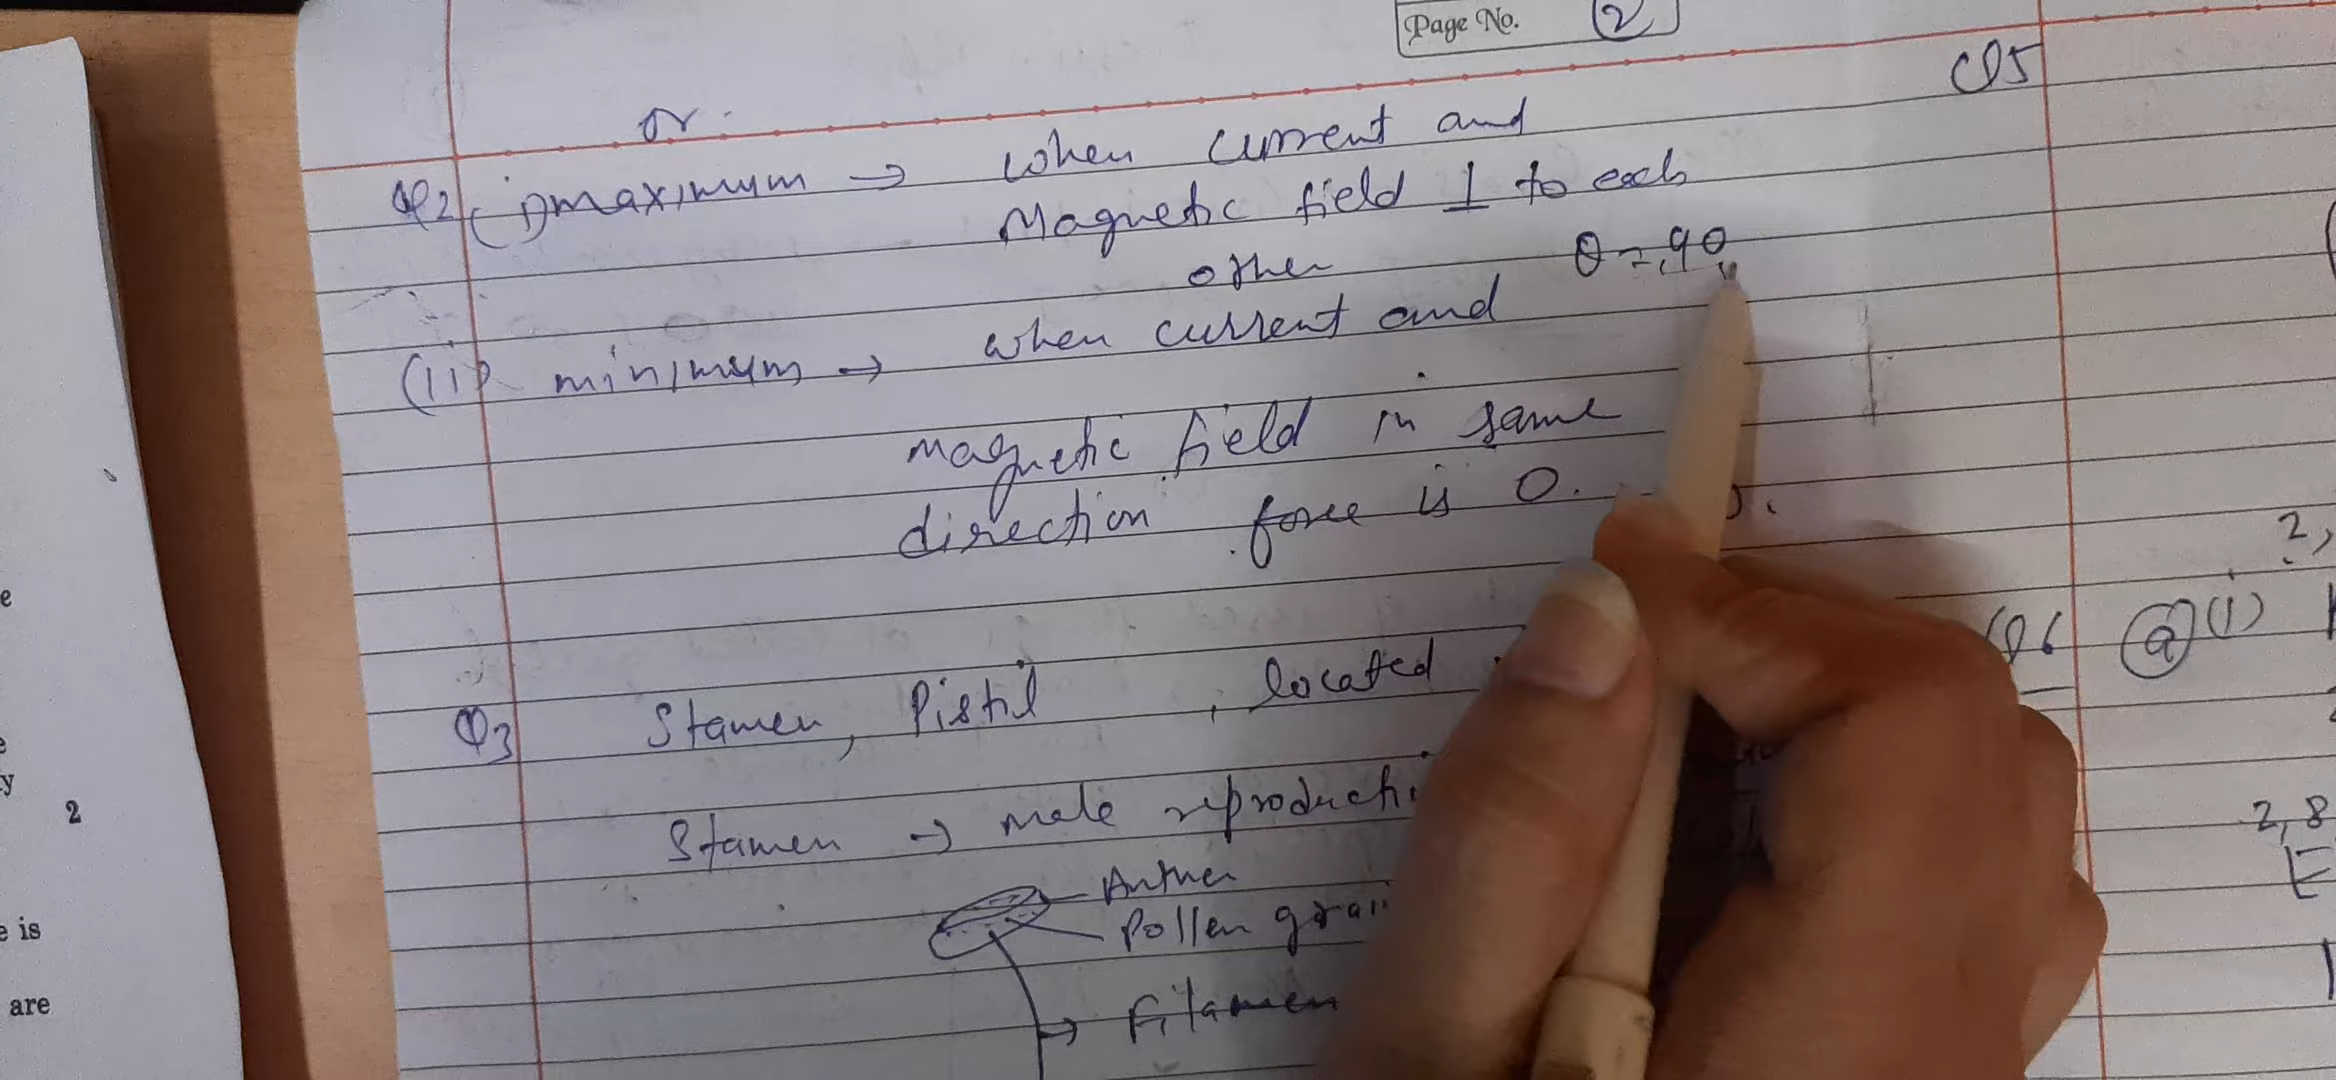 Page No. 2
or
Q2 (i) maximum → when current and
Magnetic field ⊥ to each
other θ = 90
(ii) minimum → when current and
magnetic field in same
direction force is 0.
Q3 Stamen, Pistil, located
Stamen → male reproducti
Anther
Pollen grai
Filamen
Q5
2,
Q6 (a) (i)
2, 8
e
e
y
2
e is
are